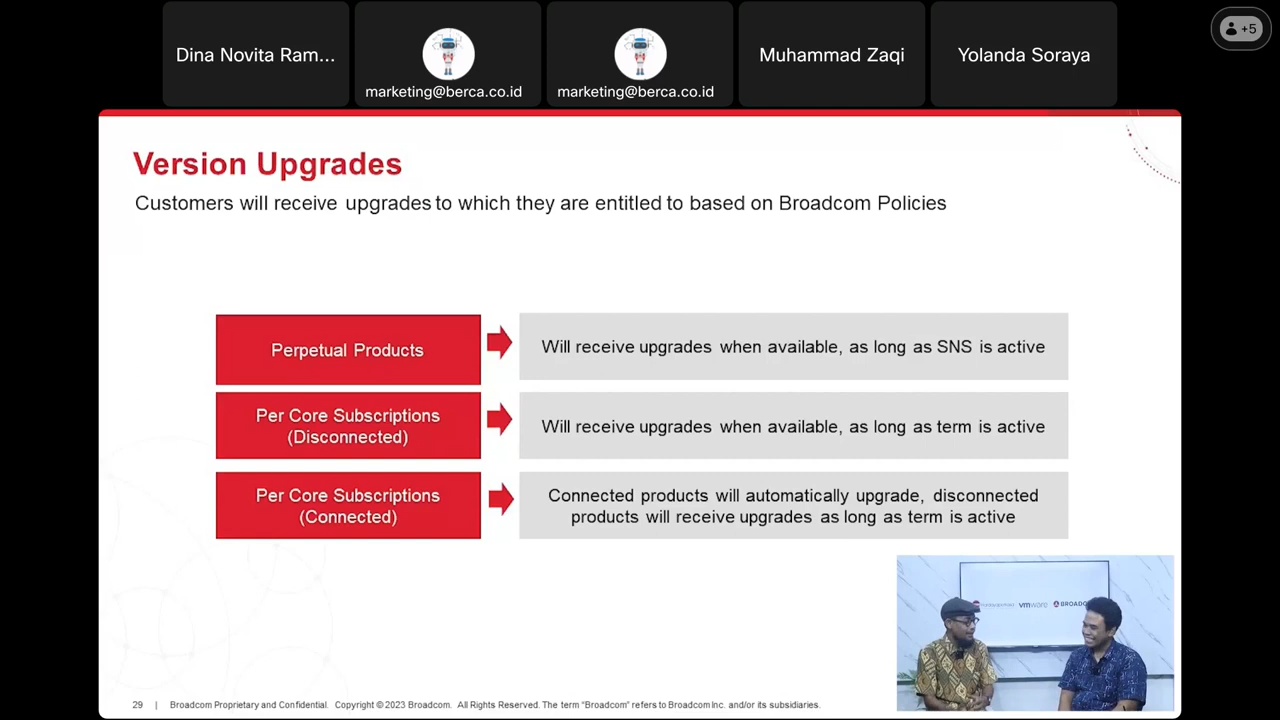 Dina Novita Ram...
marketing@berca.co.id
marketing@berca.co.id
Muhammad Zaqi
Yolanda Soraya
+5
Version Upgrades
Customers will receive upgrades to which they are entitled to based on Broadcom Policies
Perpetual Products
Will receive upgrades when available, as long as SNS is active
Per Core Subscriptions
(Disconnected)
Will receive upgrades when available, as long as term is active
Per Core Subscriptions
(Connected)
Connected products will automatically upgrade, disconnected
products will receive upgrades as long as term is active
vmware
BROADC
29 | Broadcom Proprietary and Confidential. Copyright © 2023 Broadcom. All Rights Reserved. The term “Broadcom” refers to Broadcom Inc. and/or its subsidiaries.